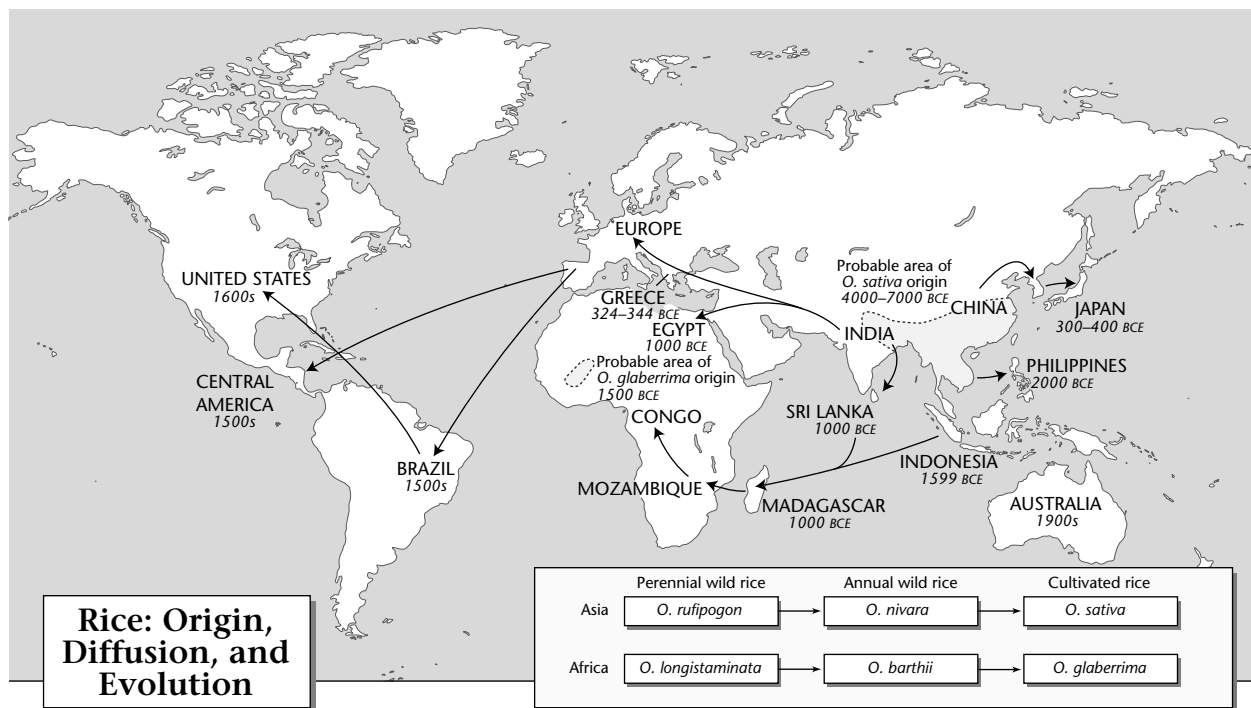 EUROPE
UNITED STATES
1600s
Probable area of
O. sativa origin
4000–7000 BCE
GREECE
324–344 BCE
CHINA
JAPAN
300–400 BCE
EGYPT
1000 BCE
INDIA
Probable area of
O. glaberrima origin
1500 BCE
PHILIPPINES
2000 BCE
CENTRAL
AMERICA
1500s
CONGO
SRI LANKA
1000 BCE
BRAZIL
1500s
INDONESIA
1599 BCE
MOZAMBIQUE
MADAGASCAR
1000 BCE
AUSTRALIA
1900s
Rice: Origin,
Diffusion, and
Evolution
Perennial wild rice Annual wild rice Cultivated rice
Asia O. rufipogon O. nivara O. sativa
Africa O. longistaminata O. barthii O. glaberrima